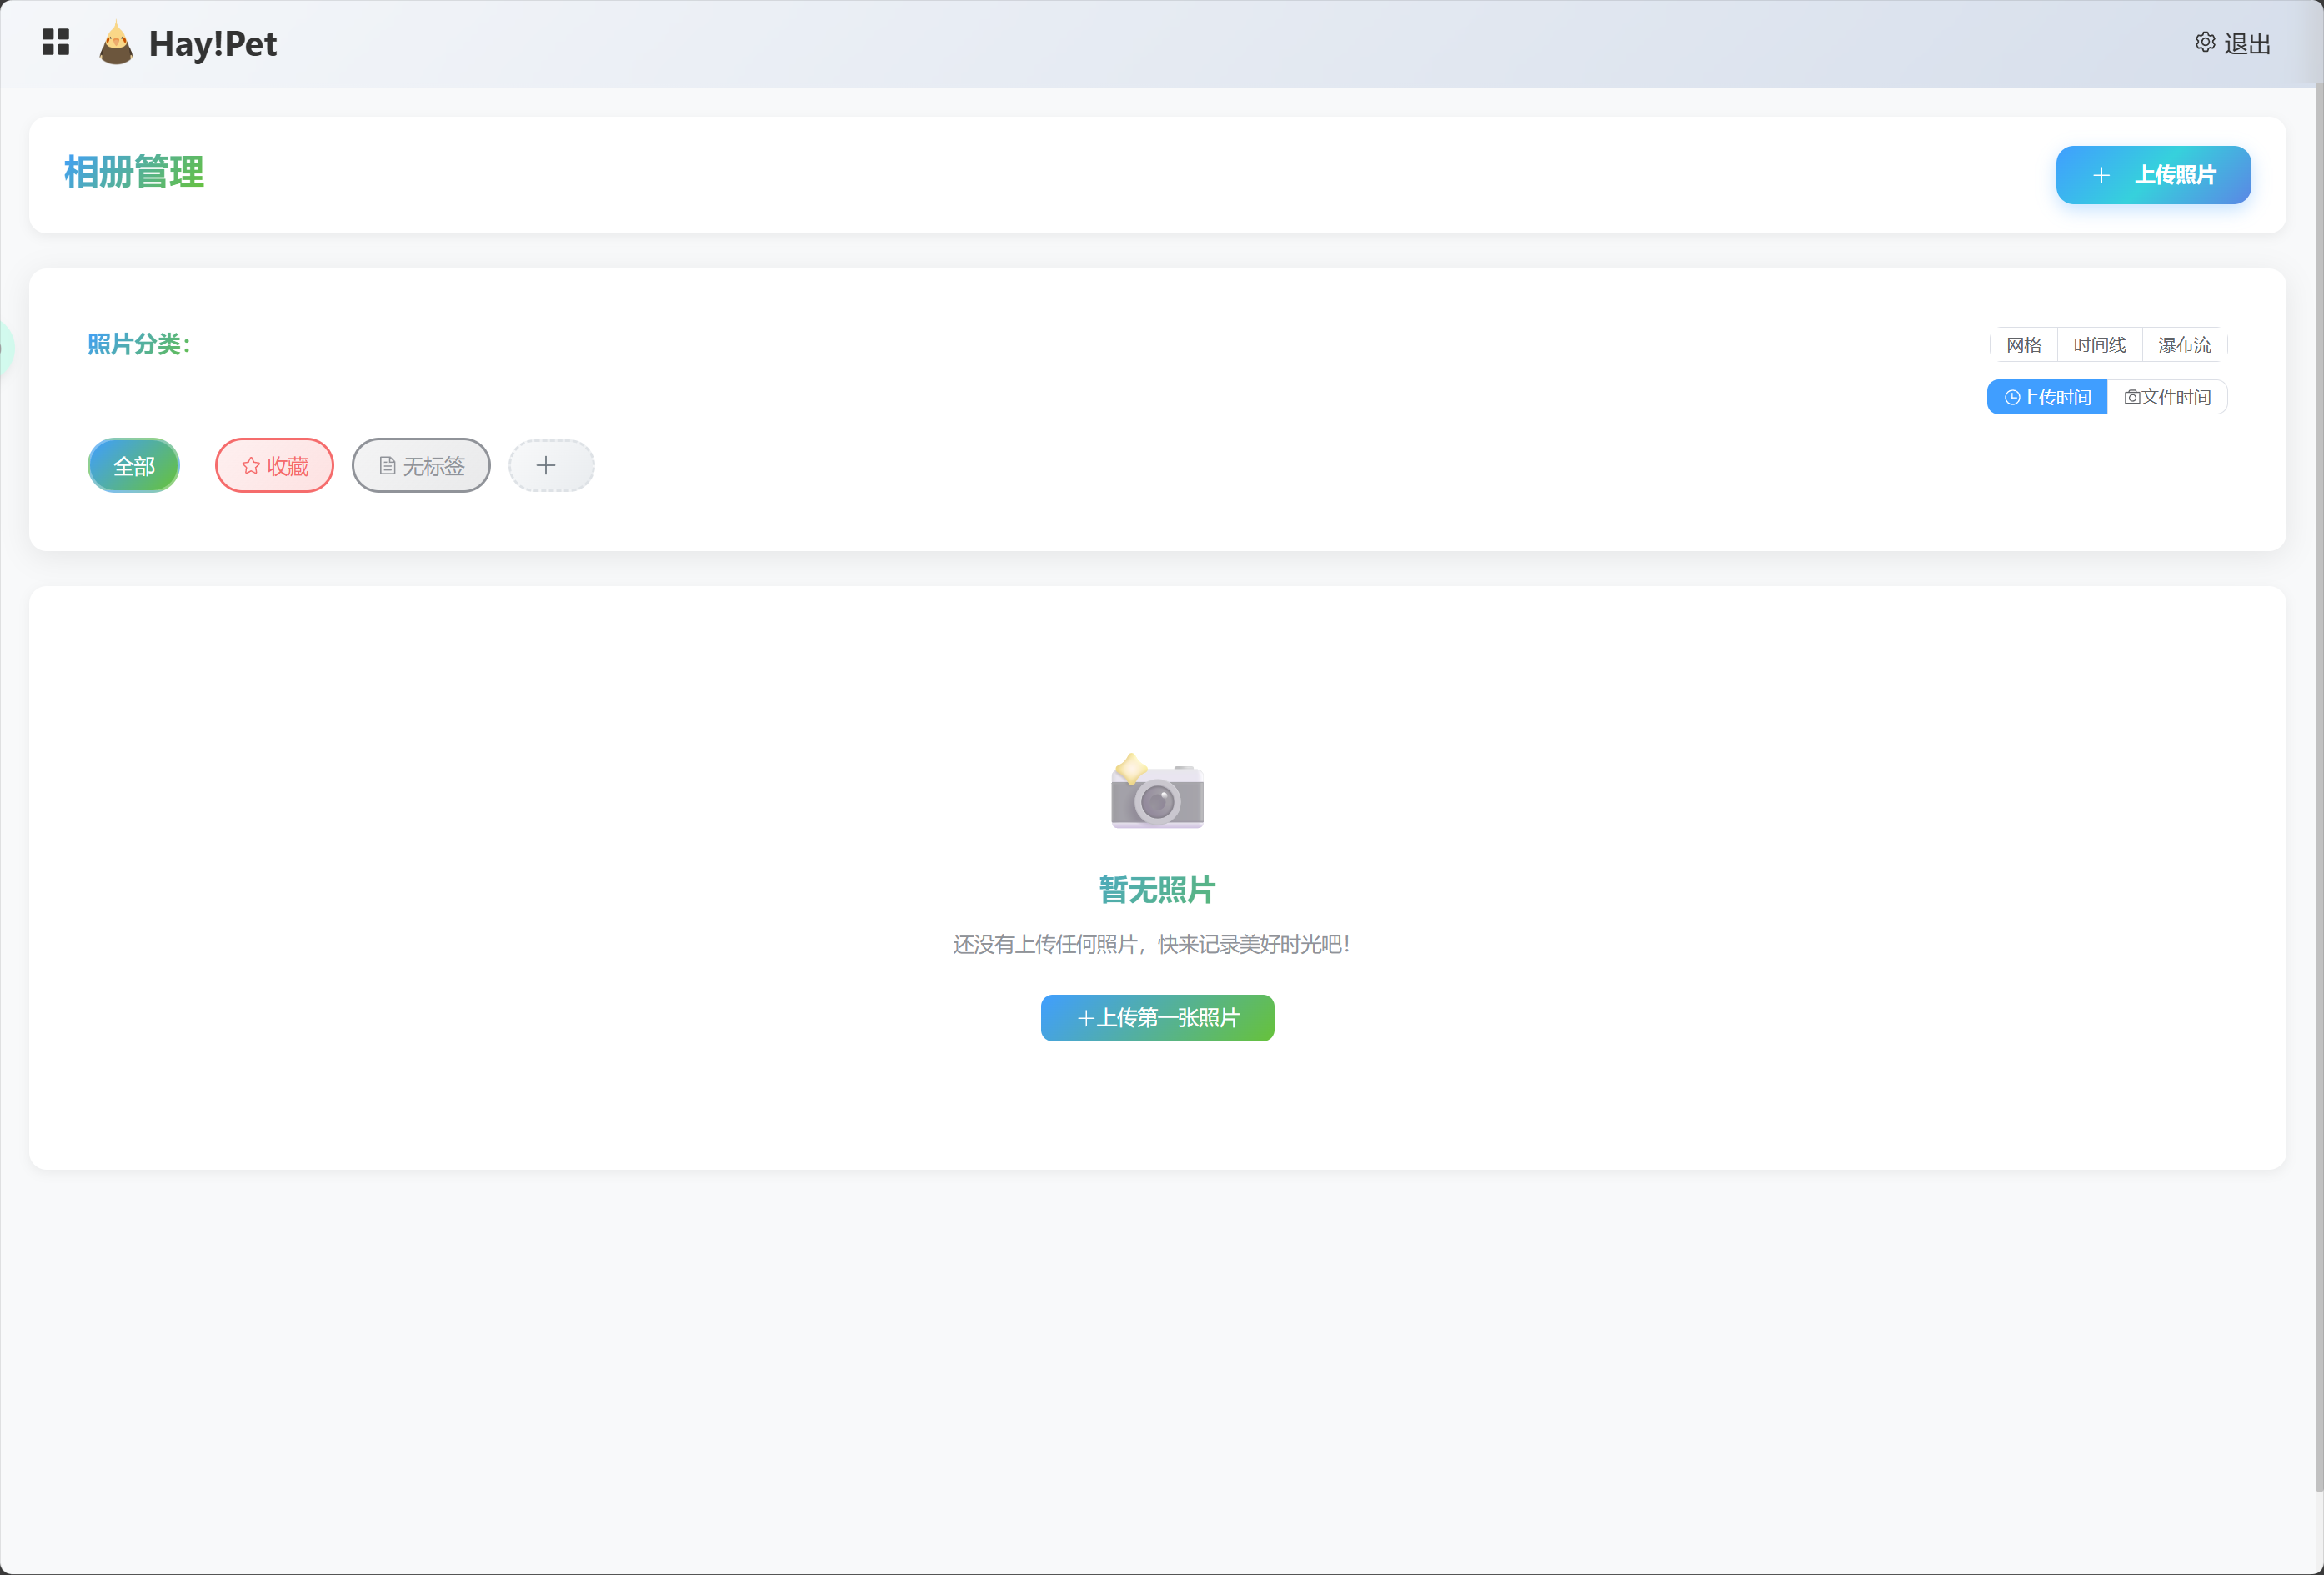 Hay!Pet
退出
相册管理
上传照片
照片分类：
网格 时间线 瀑布流
上传时间 文件时间
全部 收藏 无标签
暂无照片
还没有上传任何照片，快来记录美好时光吧！
上传第一张照片